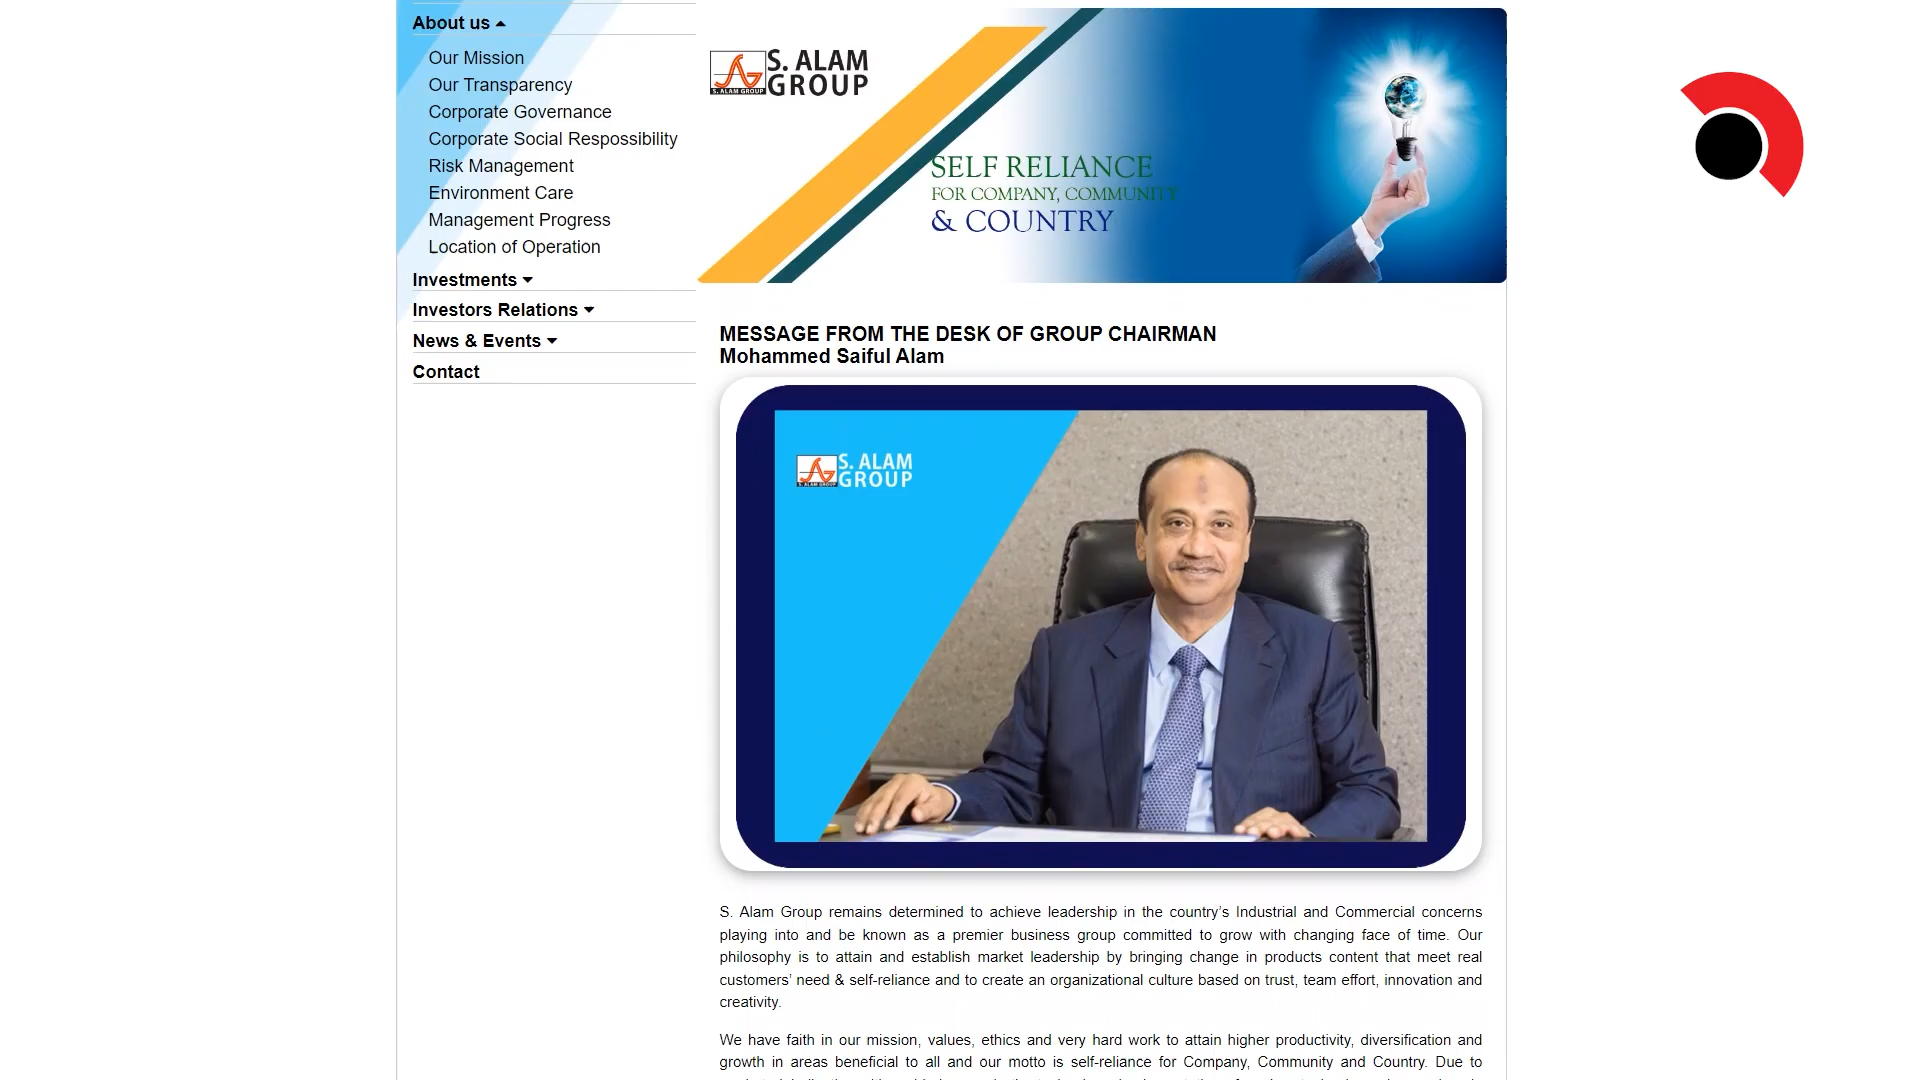 About us
Our Mission
Our Transparency
Corporate Governance
Corporate Social Respossibility
Risk Management
Environment Care
Management Progress
Location of Operation
Investments
Investors Relations
News & Events
Contact
S. ALAM
GROUP
S. ALAM GROUP
SELF RELIANCE
FOR COMPANY, COMMUNITY
& COUNTRY
MESSAGE FROM THE DESK OF GROUP CHAIRMAN
Mohammed Saiful Alam
S. ALAM
GROUP
S. ALAM GROUP
S. Alam Group remains determined to achieve leadership in the country’s Industrial and Commercial concerns
playing into and be known as a premier business group committed to grow with changing face of time. Our
philosophy is to attain and establish market leadership by bringing change in products content that meet real
customers’ need & self-reliance and to create an organizational culture based on trust, team effort, innovation and
creativity.
We have faith in our mission, values, ethics and very hard work to attain higher productivity, diversification and
growth in areas beneficial to all and our motto is self-reliance for Company, Community and Country. Due to